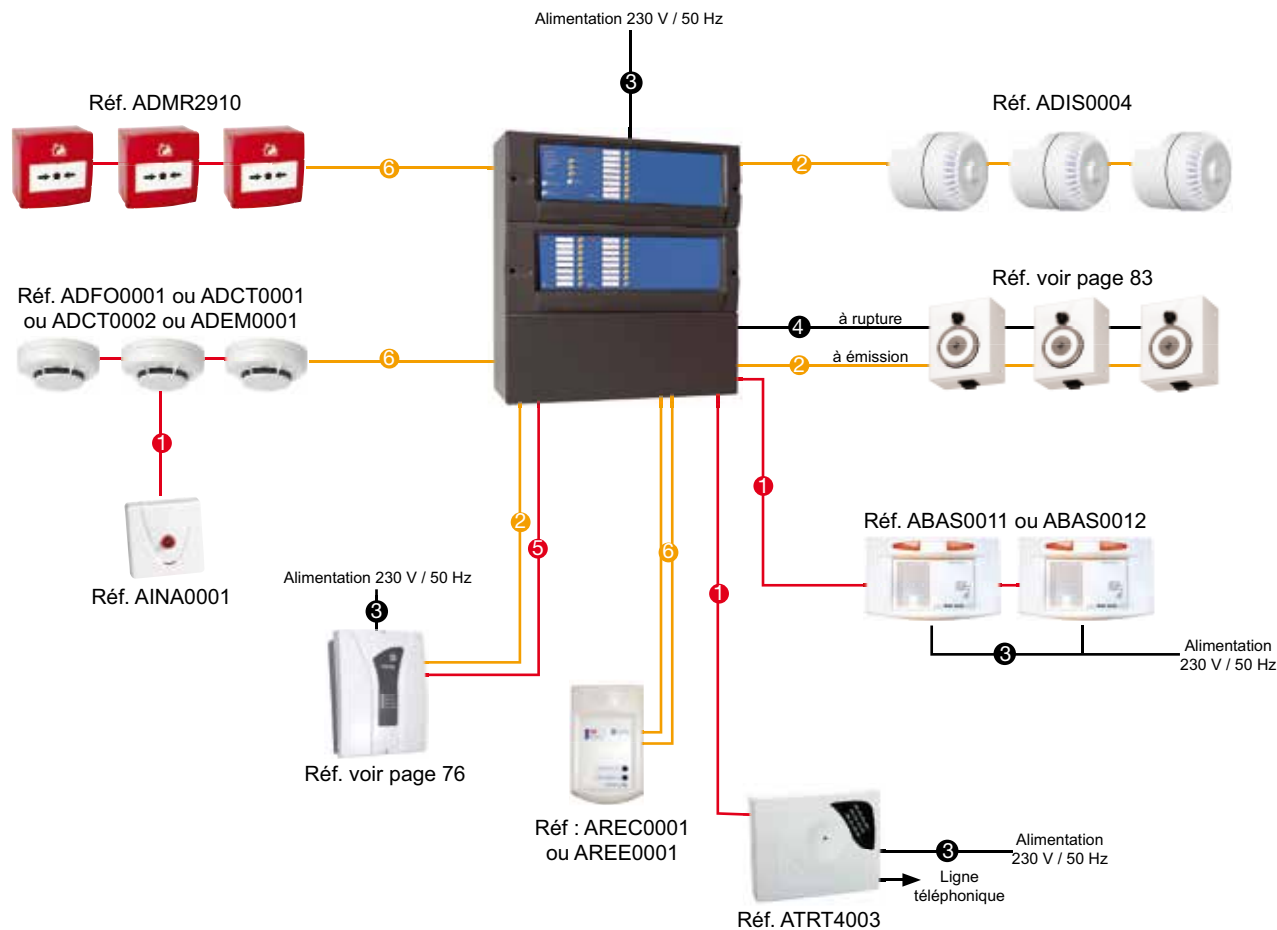 Alimentation 230 V / 50 Hz
3
Réf. ADMR2910
6
Réf. ADIS0004
2
Réf. ADFO0001 ou ADCT0001
ou ADCT0002 ou ADEM0001
6
Réf. voir page 83
4
à rupture
2
à émission
1
Réf. AINA0001
2
5
6
1
1
Réf. ABAS0011 ou ABAS0012
3
Alimentation
230 V / 50 Hz
Alimentation 230 V / 50 Hz
3
Réf. voir page 76
Réf : AREC0001
ou AREE0001
3
Alimentation
230 V / 50 Hz
Ligne
téléphonique
Réf. ATRT4003